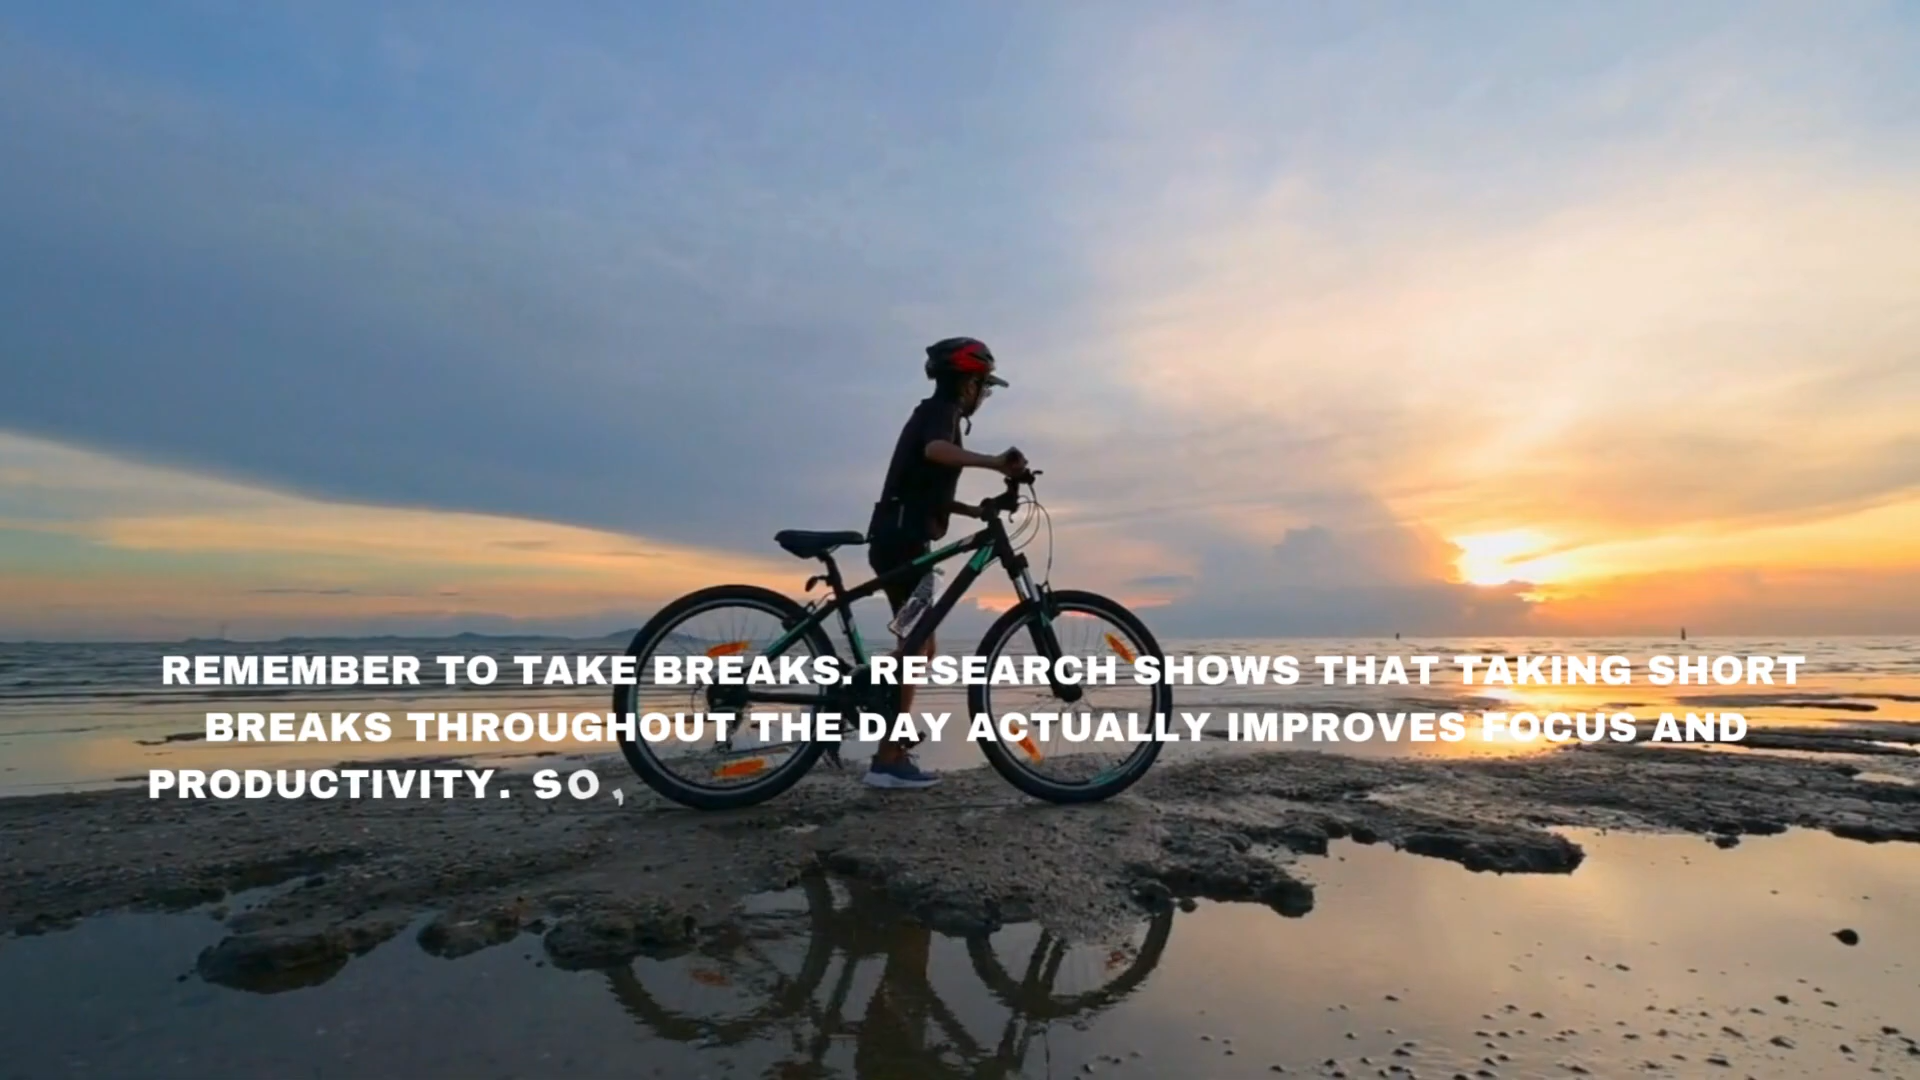 REMEMBER TO TAKE BREAKS. RESEARCH SHOWS THAT TAKING SHORT
BREAKS THROUGHOUT THE DAY ACTUALLY IMPROVES FOCUS AND
PRODUCTIVITY. SO,